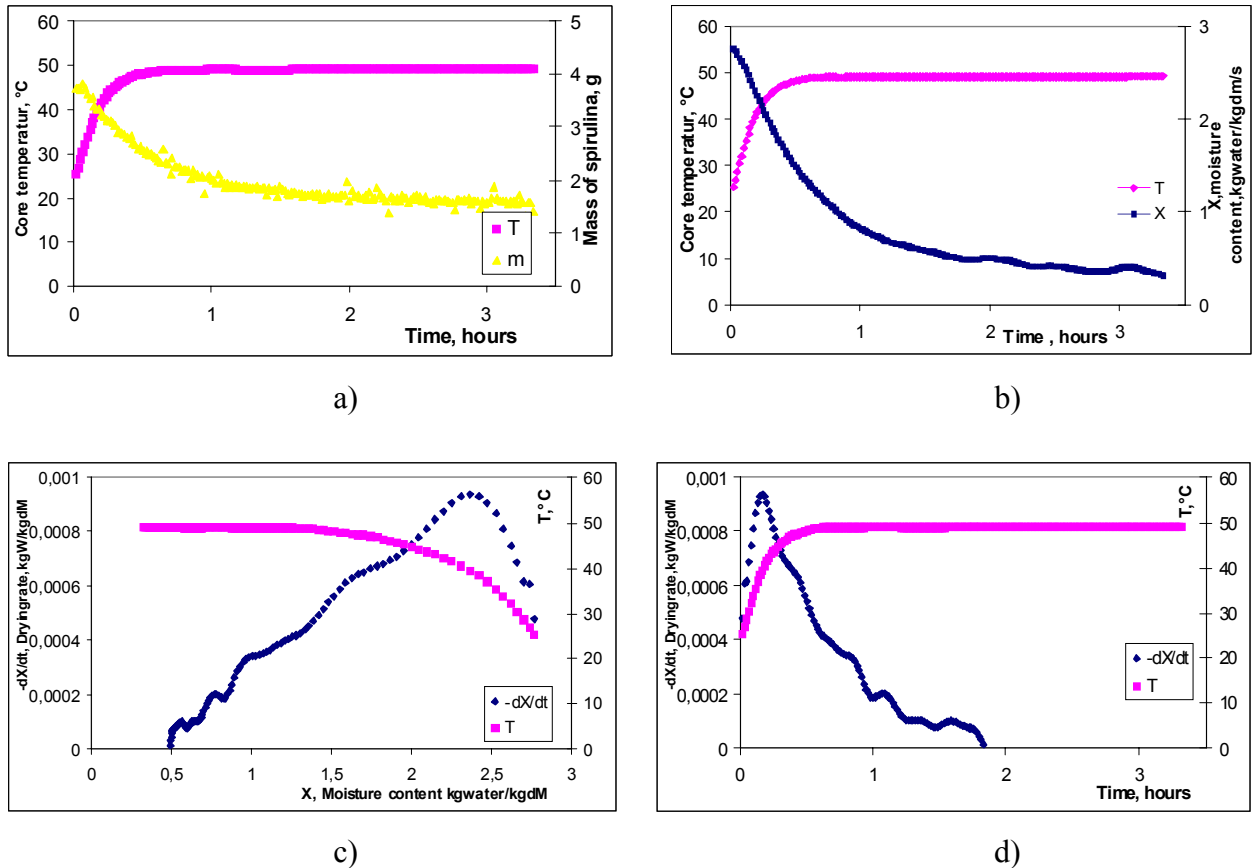 60
50
40
30
20
10
0
Core temperatur, °C
5
4
3
2
1
0
Mass of spirulina, g
T
m
0 1 2 3
Time, hours
a)
60
50
40
30
20
10
0
Core temperatur, °C
3
2
1
0
X,moisture
content,kgwater/kgdm/s
T
X
0 1 2 3
Time , hours
b)
0,001
0,0008
0,0006
0,0004
0,0002
0
-dX/dt, Dryingrate,kgW/kgdM
60
50
40
30
20
10
0
T,°C
-dX/dt
T
0 0,5 1 1,5 2 2,5 3
X, Moisture content kgwater/kgdM
c)
0,001
0,0008
0,0006
0,0004
0,0002
0
-dX/dt, Dryingrate,kgW/kgdM
60
50
40
30
20
10
0
T,°C
-dX/dt
T
0 1 2 3
Time, hours
d)